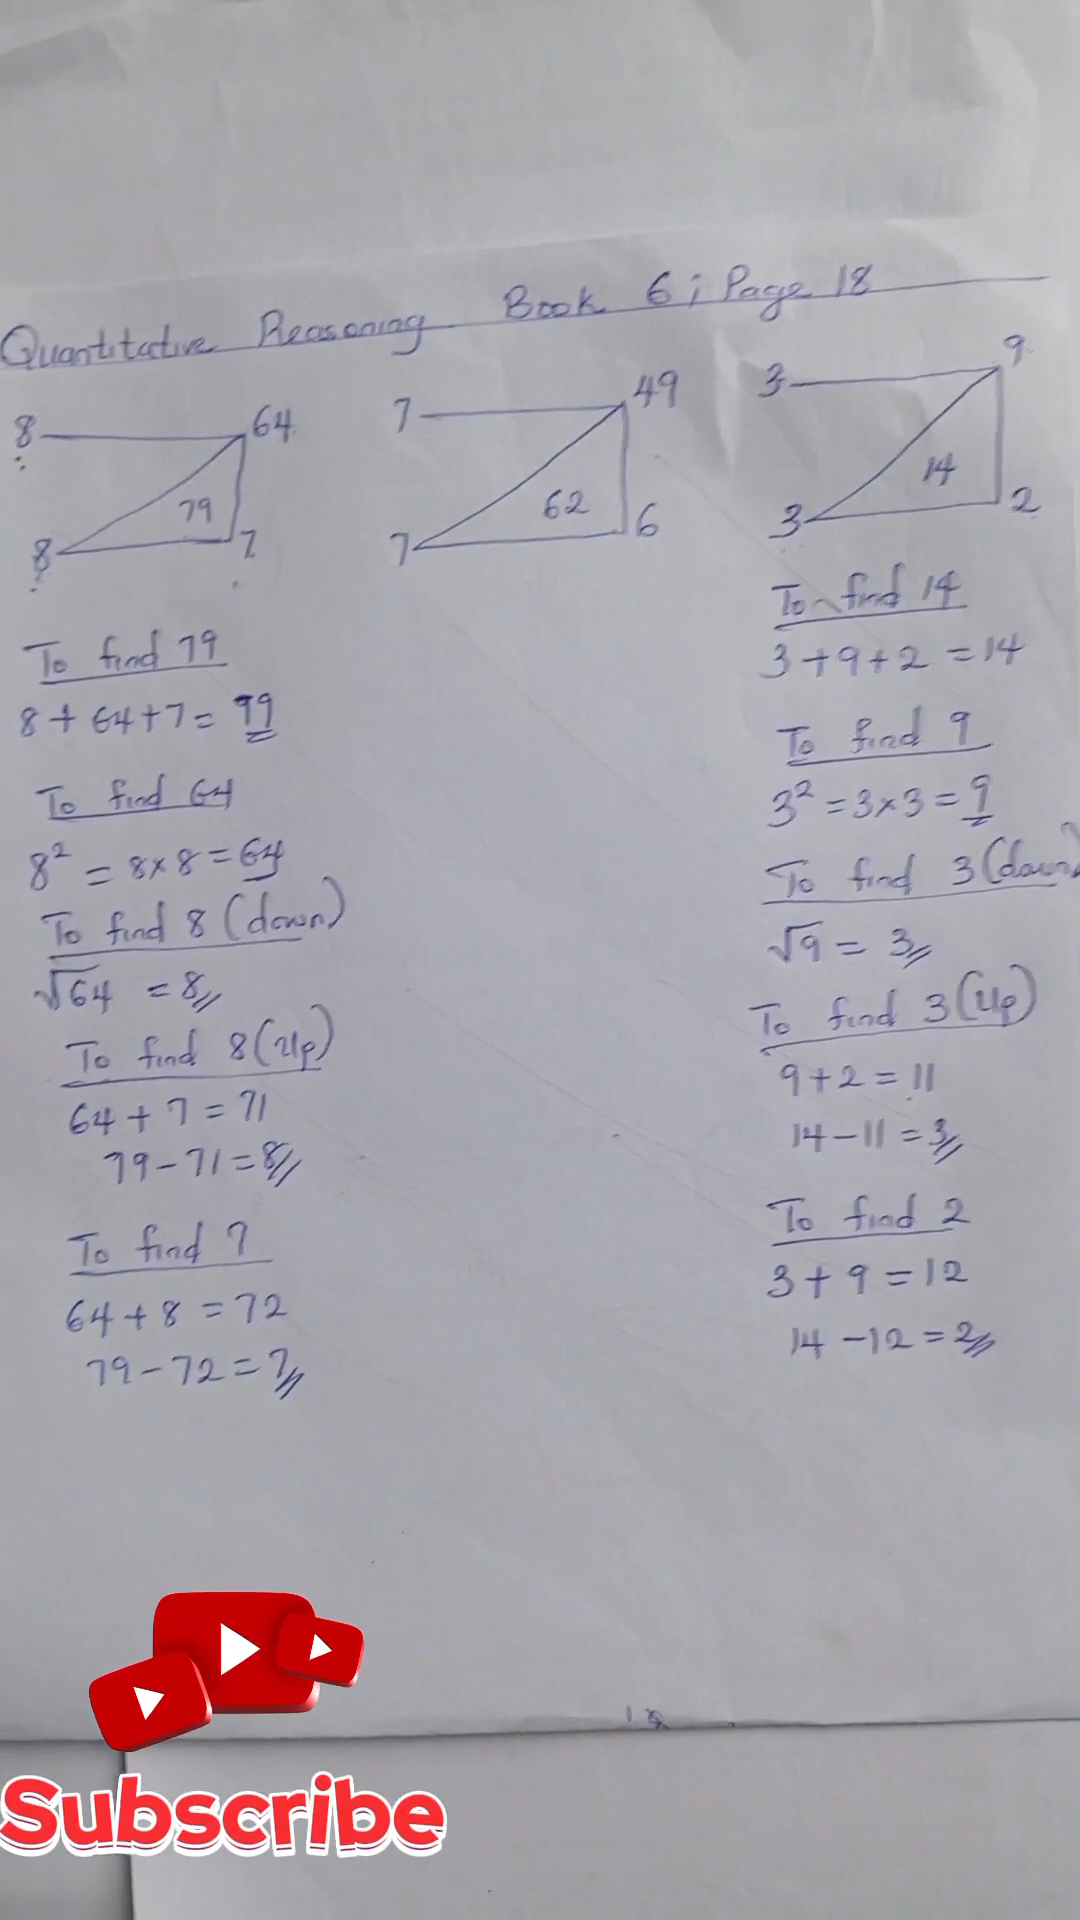 Quantitative Reasoning Book 6; Page 18
8 64
79
8 7
7 49
62
7 6
3 9
14
3 2
To find 79
8 + 64 + 7 = 79
To find 64
8² = 8 x 8 = 64
To find 8 (down)
√64 = 8
To find 8 (Up)
64 + 7 = 71
79 - 71 = 8
To find 7
64 + 8 = 72
79 - 72 = 7
To find 14
3 + 9 + 2 = 14
To find 9
3² = 3 x 3 = 9
To find 3 (down)
√9 = 3
To find 3 (Up)
9 + 2 = 11
14 - 11 = 3
To find 2
3 + 9 = 12
14 - 12 = 2
Subscribe